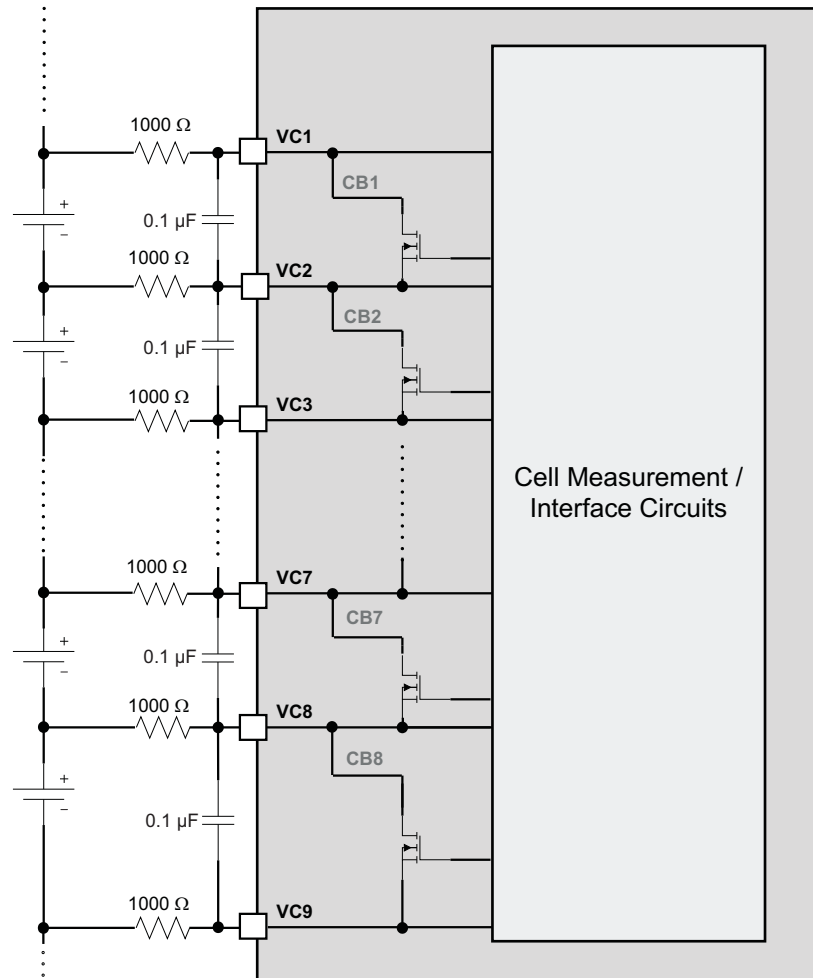 1000 Ω
VC1
CB1
+
0.1 µF
−
1000 Ω
VC2
CB2
+
0.1 µF
−
1000 Ω
VC3
Cell Measurement /
Interface Circuits
1000 Ω
VC7
CB7
+
0.1 µF
−
1000 Ω
VC8
CB8
+
−
0.1 µF
1000 Ω
VC9